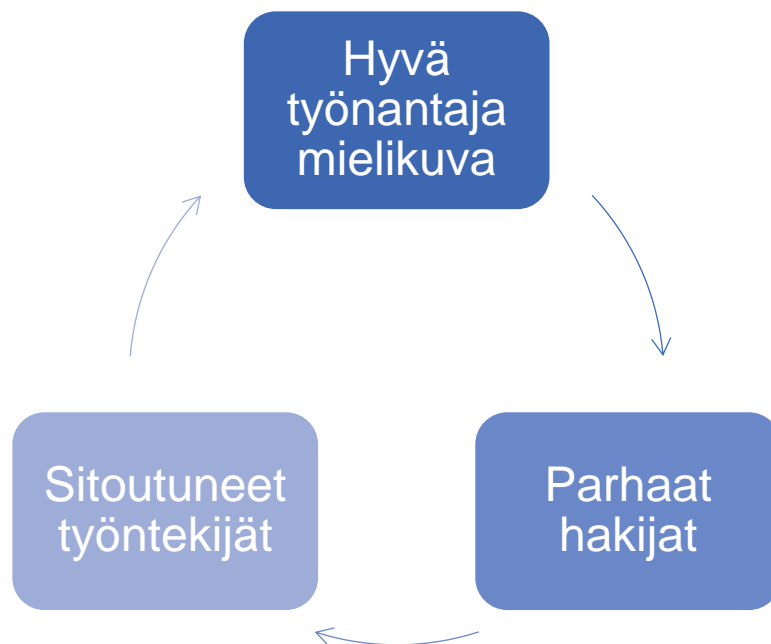 Hyvä
työnantaja
mielikuva
Sitoutuneet
työntekijät
Parhaat
hakijat